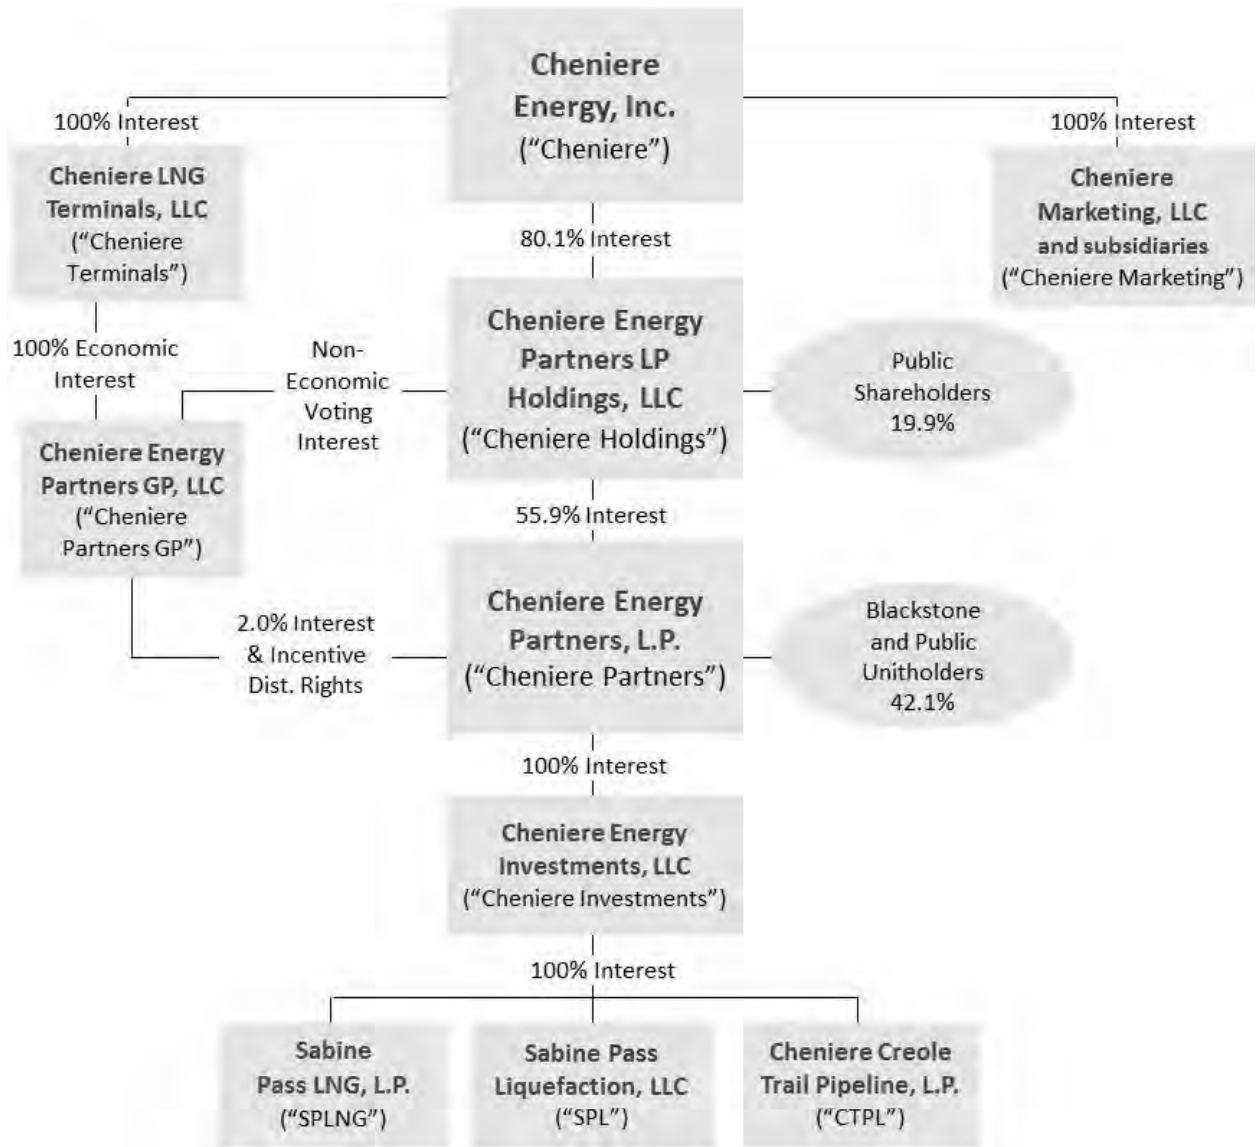 Cheniere
Energy, Inc.
(“Cheniere”)
100% Interest
100% Interest
Cheniere LNG
Terminals, LLC
(“Cheniere
Terminals”)
80.1% Interest
Cheniere
Marketing, LLC
and subsidiaries
(“Cheniere Marketing”)
100% Economic
Interest
Non-
Economic
Voting
Interest
Cheniere Energy
Partners LP
Holdings, LLC
(“Cheniere Holdings”)
Public
Shareholders
19.9%
Cheniere Energy
Partners GP, LLC
(“Cheniere
Partners GP”)
55.9% Interest
2.0% Interest
& Incentive
Dist. Rights
Cheniere Energy
Partners, L.P.
(“Cheniere Partners”)
Blackstone
and Public
Unitholders
42.1%
100% Interest
Cheniere Energy
Investments, LLC
(“Cheniere Investments”)
100% Interest
Sabine
Pass LNG, L.P.
(“SPLNG”)
Sabine Pass
Liquefaction, LLC
(“SPL”)
Cheniere Creole
Trail Pipeline, L.P.
(“CTPL”)